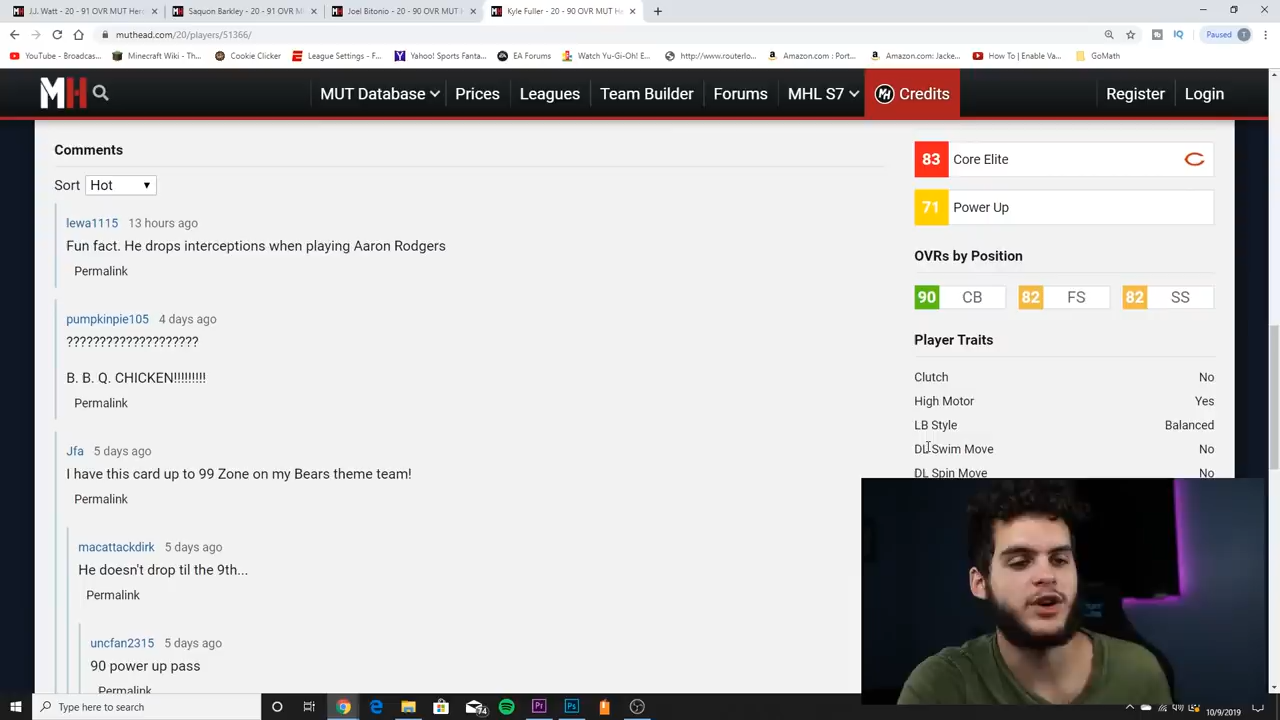 J.J. Watt - 20 - 91 OVR MUT Her
Saquon Barkley - 20 - 91 OVR MUT
Joel Bitonio - 20 - 90 OVR MUT H
Kyle Fuller - 20 - 90 OVR MUT He
muthead.com/20/players/51366/
Paused
T
YouTube - Broadcas...
Minecraft Wiki - Th...
Cookie Clicker
League Settings - F...
Yahoo! Sports Fanta...
EA Forums
Watch Yu-Gi-Oh! E...
http://www.routerlo...
Amazon.com : Port...
Amazon.com: Jacke...
How To | Enable Va...
GoMath
MH
MUT Database
Prices
Leagues
Team Builder
Forums
MHL S7
Credits
Register
Login
Comments
Sort Hot
lewa1115 13 hours ago
Fun fact. He drops interceptions when playing Aaron Rodgers
Permalink
pumpkinpie105 4 days ago
????????????????????
B. B. Q. CHICKEN!!!!!!!!!
Permalink
Jfa 5 days ago
I have this card up to 99 Zone on my Bears theme team!
Permalink
macattackdirk 5 days ago
He doesn't drop til the 9th...
Permalink
uncfan2315 5 days ago
90 power up pass
Permalink
83 Core Elite
71 Power Up
OVRs by Position
90 CB 82 FS 82 SS
Player Traits
Clutch No
High Motor Yes
LB Style Balanced
DL Swim Move No
DL Spin Move No
Type here to search
74
10/9/2019